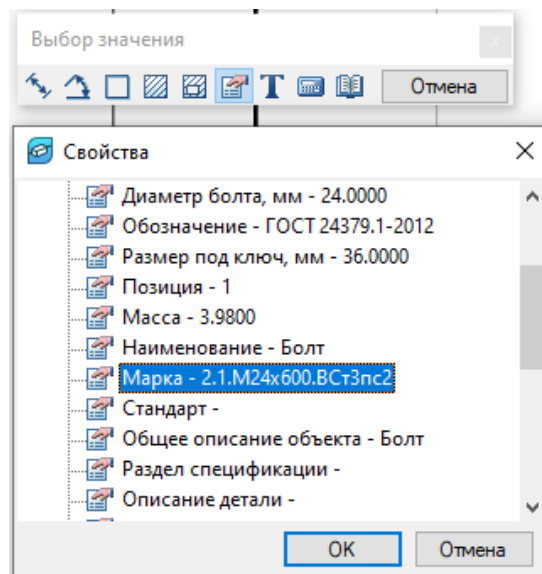 Выбор значения
Т Отмена
Свойства
Диаметр болта, мм - 24.0000
Обозначение - ГОСТ 24379.1-2012
Размер под ключ, мм - 36.0000
Позиция - 1
Масса - 3.9800
Наименование - Болт
Марка - 2.1.М24х600.ВСт3пс2
Стандарт -
Общее описание объекта - Болт
Раздел спецификации -
Описание детали -
ОК Отмена